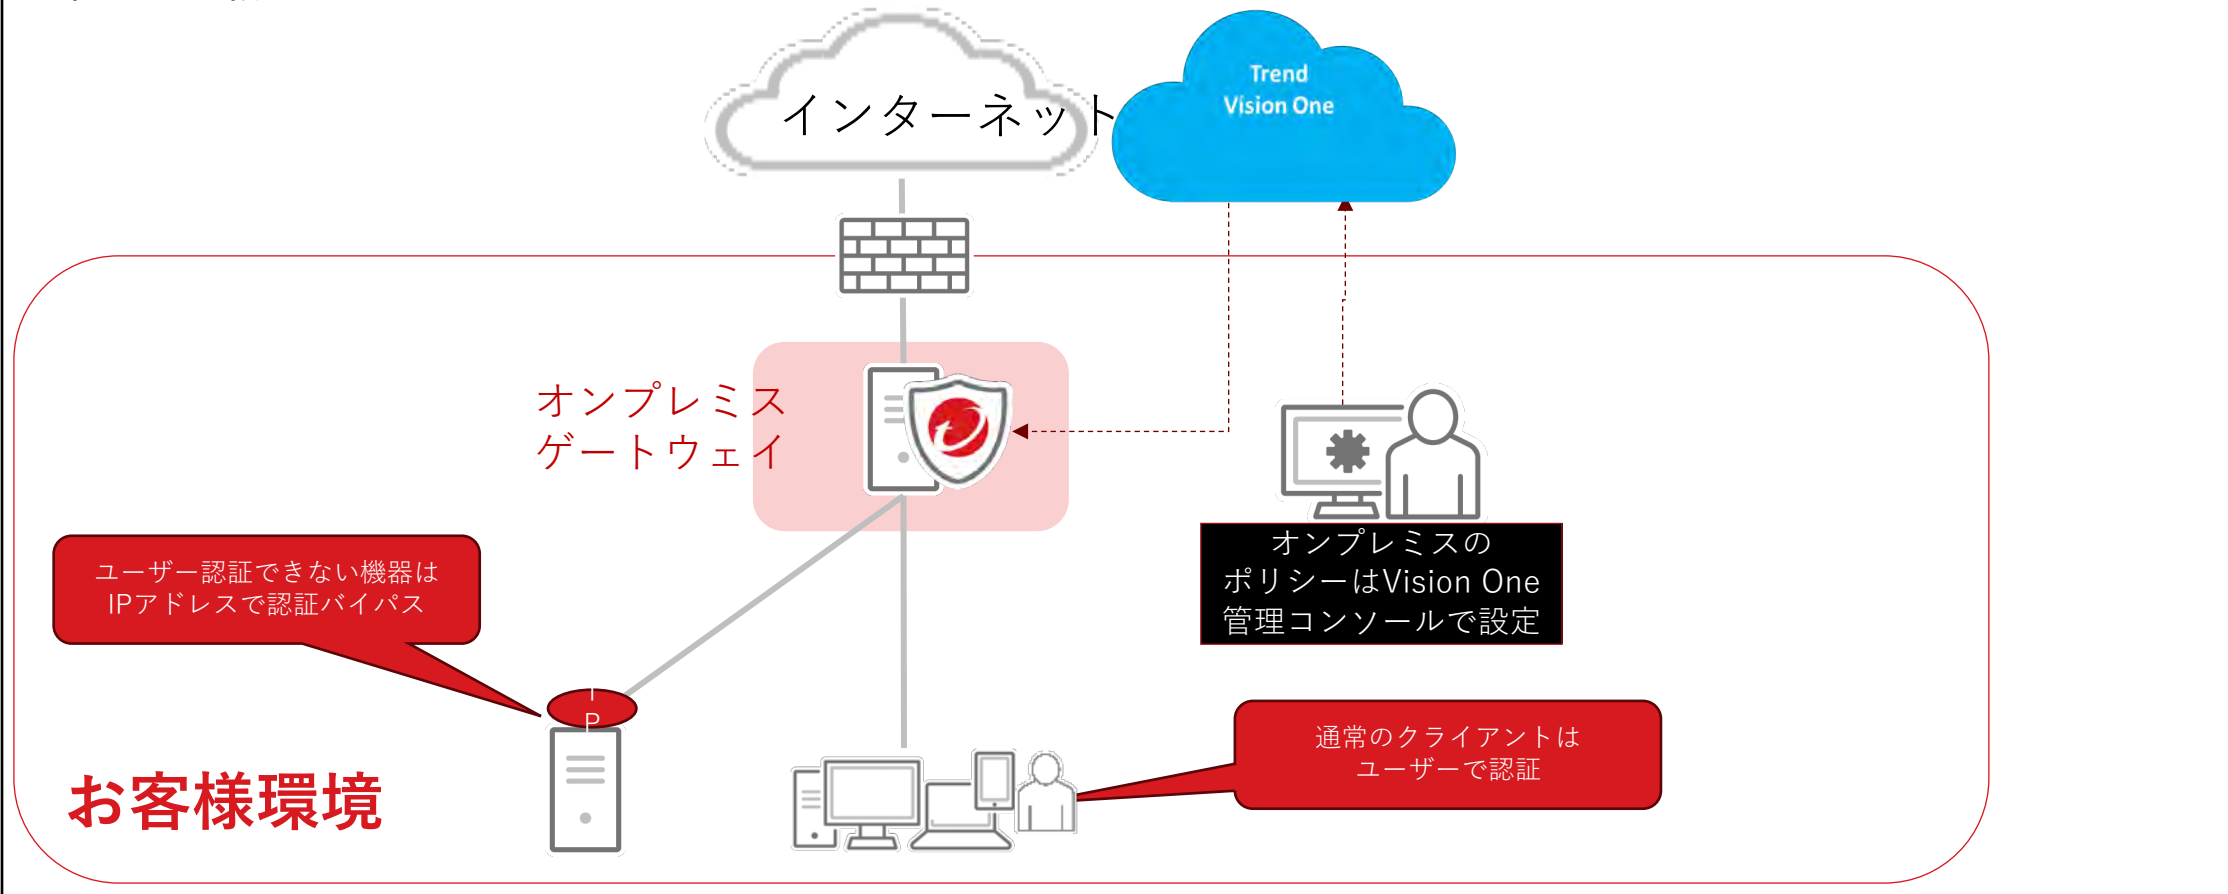 インターネット
Trend
Vision One
オンプレミス
ゲートウェイ
オンプレミスの
ポリシーはVision One
管理コンソールで設定
ユーザー認証できない機器は
IPアドレスで認証バイパス
I
P
通常のクライアントは
ユーザーで認証
お客様環境